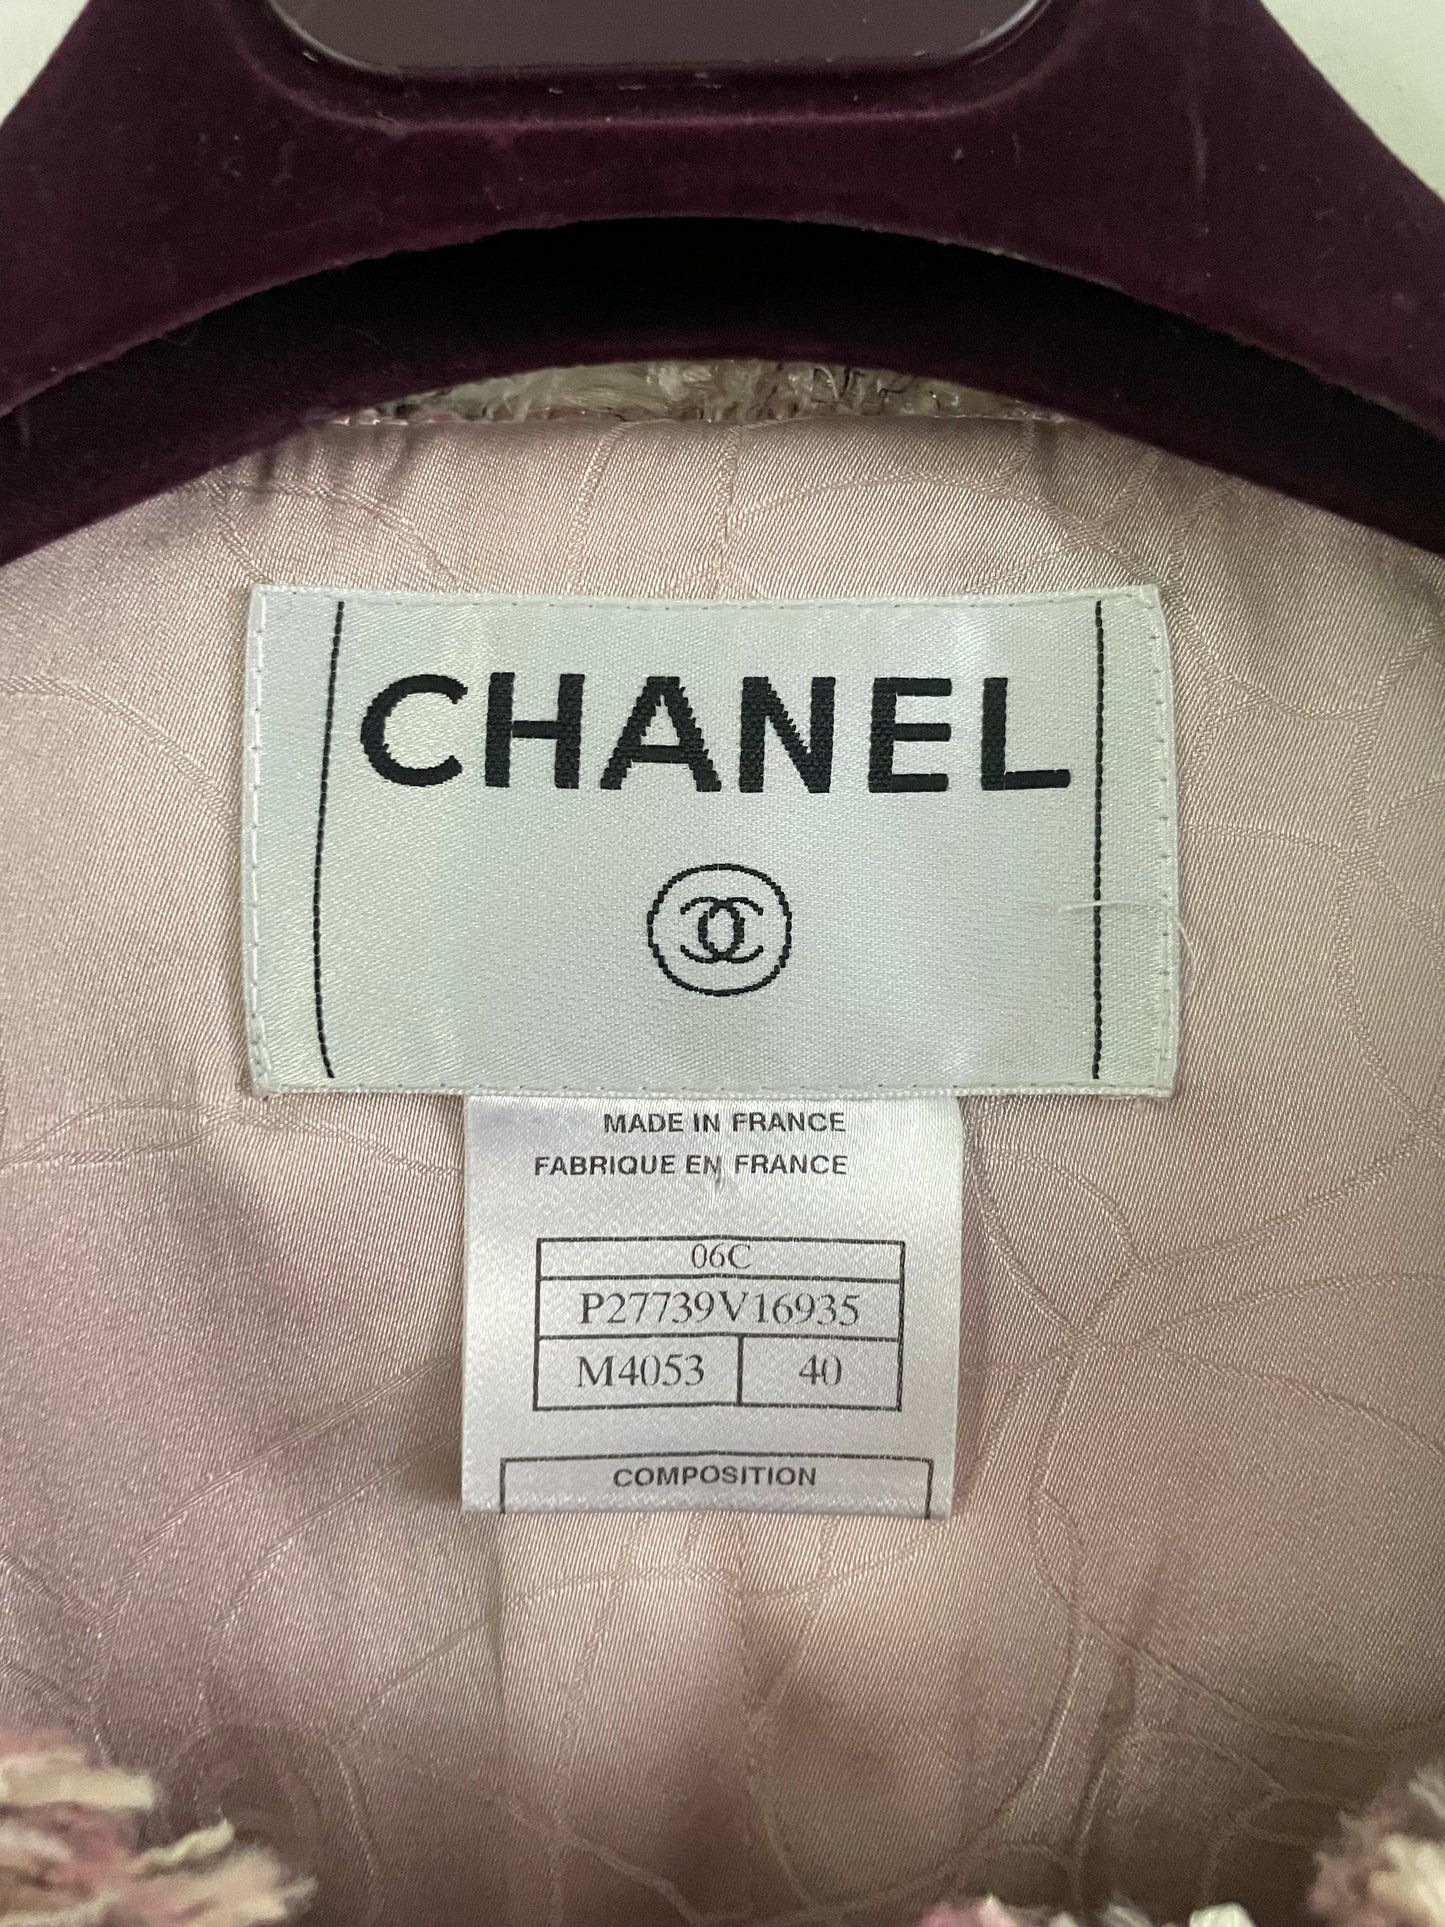 CHANEL
MADE IN FRANCE
FABRIQUE EN FRANCE
06C
P27739V16935
M4053 40
COMPOSITION